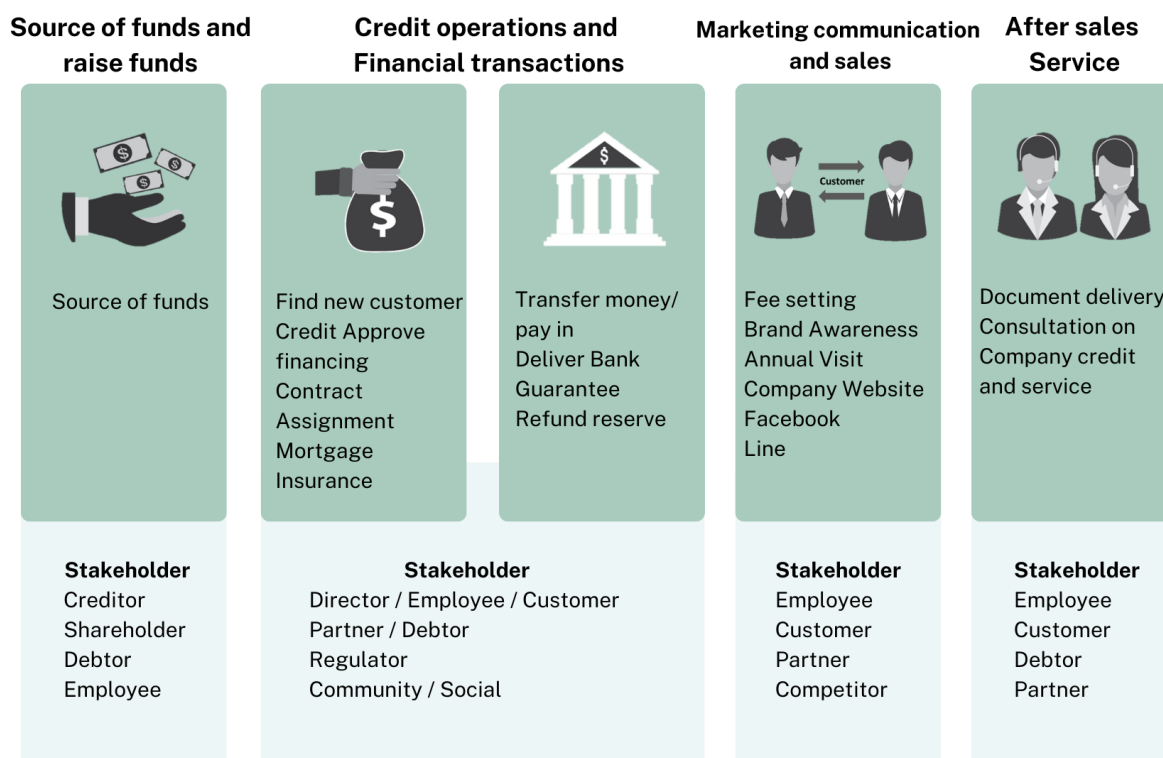 Source of funds and
raise funds
Source of funds
Stakeholder
Creditor
Shareholder
Debtor
Employee
Credit operations and
Financial transactions
$
Find new customer
Credit Approve
financing
Contract
Assignment
Mortgage
Insurance
$
Transfer money/
pay in
Deliver Bank
Guarantee
Refund reserve
Stakeholder
Director / Employee / Customer
Partner / Debtor
Regulator
Community / Social
Marketing communication
and sales
Customer
Fee setting
Brand Awareness
Annual Visit
Company Website
Facebook
Line
Stakeholder
Employee
Customer
Partner
Competitor
After sales
Service
Document delivery
Consultation on
Company credit
and service
Stakeholder
Employee
Customer
Debtor
Partner